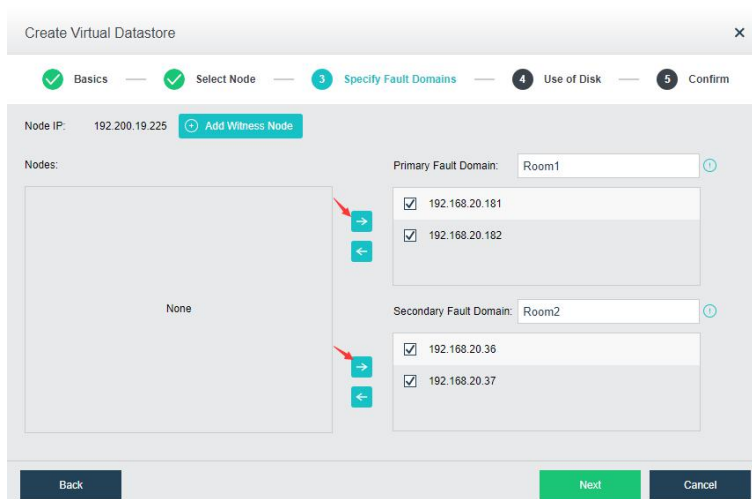 Create Virtual Datastore
Basics
Select Node
3 Specify Fault Domains
4 Use of Disk
5 Confirm
Node IP: 192.200.19.225 Add Witness Node
Nodes:
None
Primary Fault Domain: Room1
192.168.20.181
192.168.20.182
Secondary Fault Domain: Room2
192.168.20.36
192.168.20.37
Back
Next
Cancel